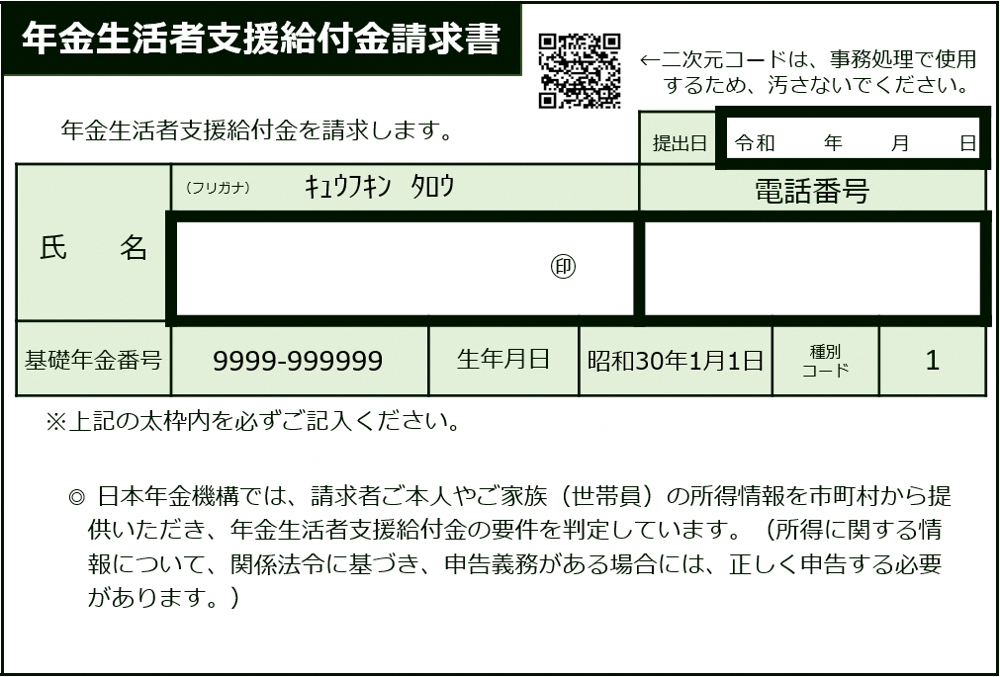 年金生活者支援給付金請求書
←二次元コードは、事務処理で使用
するため、汚さないでください。
年金生活者支援給付金を請求します。
提出日 令和 年 月 日
（フリガナ） ｷｭｳﾌｷﾝ ﾀﾛｳ
電話番号
氏 名
㊞
基礎年金番号 9999-999999 生年月日 昭和30年1月1日 種別
コード 1
※上記の太枠内を必ずご記入ください。
◎ 日本年金機構では、請求者ご本人やご家族（世帯員）の所得情報を市町村から提
供いただき、年金生活者支援給付金の要件を判定しています。（所得に関する情
報について、関係法令に基づき、申告義務がある場合には、正しく申告する必要
があります。）